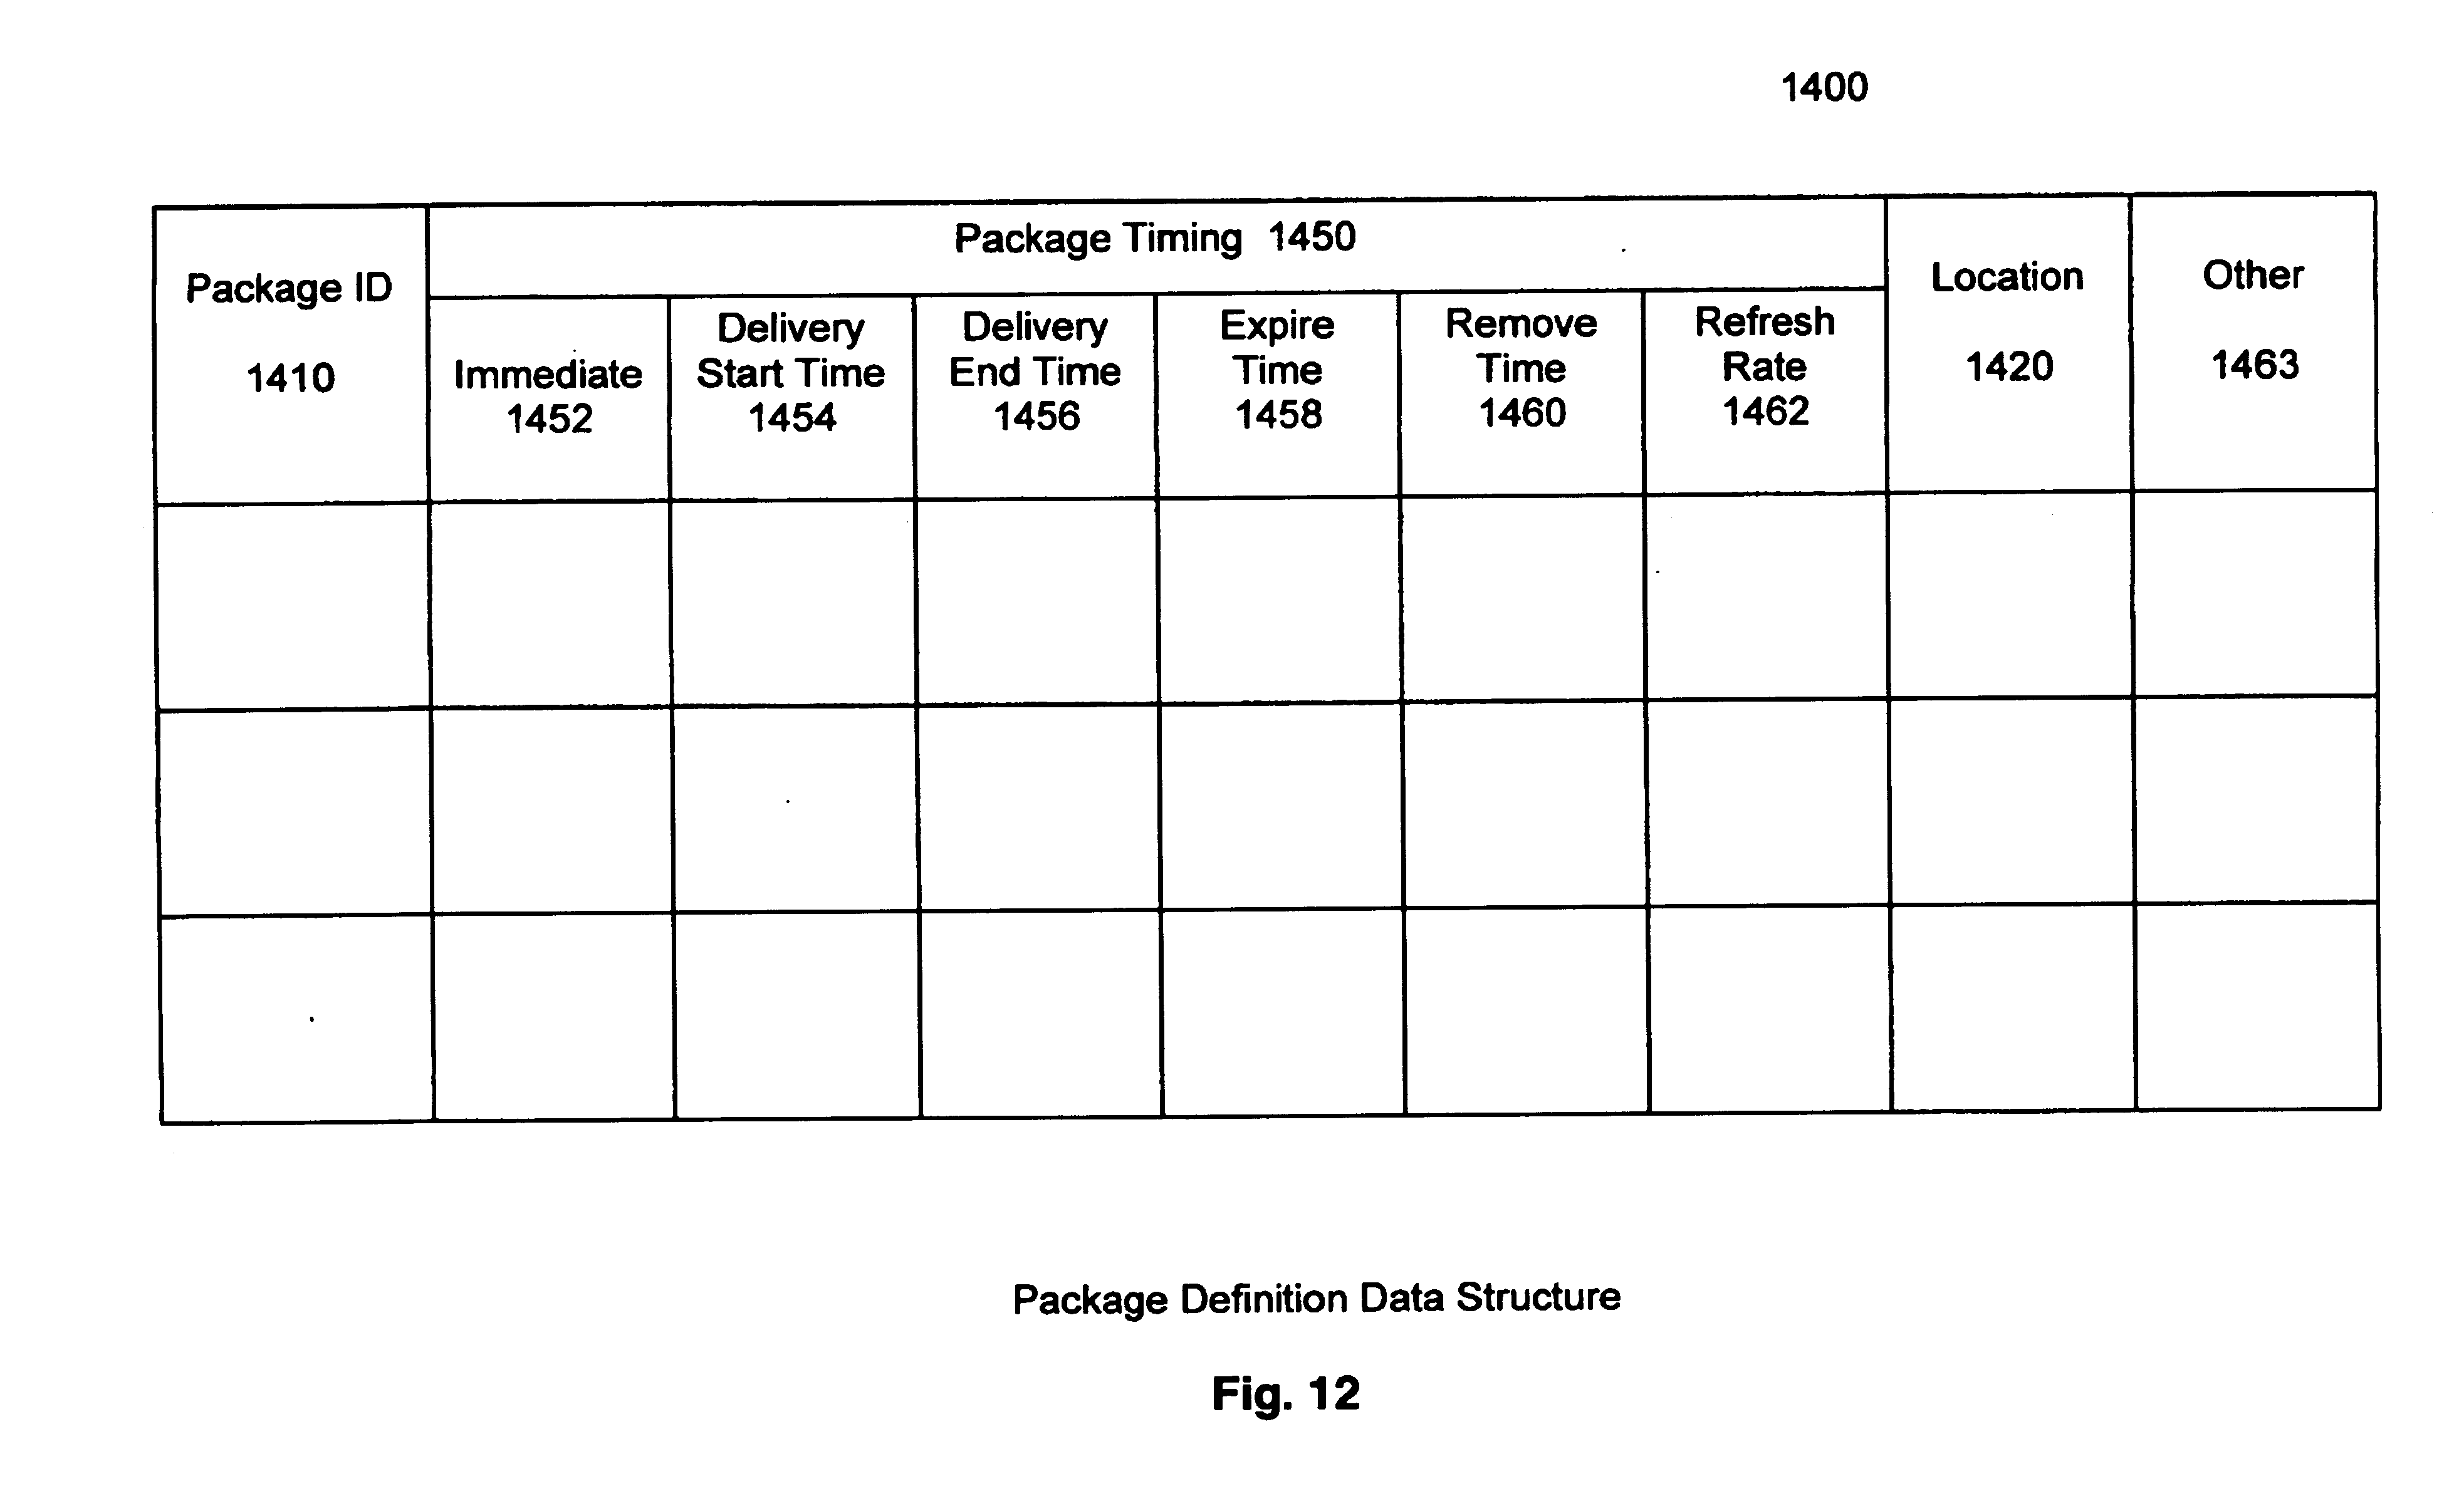 1400
Package Timing 1450
Package ID
1410
Immediate
1452
Delivery
Start Time
1454
Delivery
End Time
1456
Expire
Time
1458
Remove
Time
1460
Refresh
Rate
1462
Location
1420
Other
1463
Package Definition Data Structure
Fig. 12